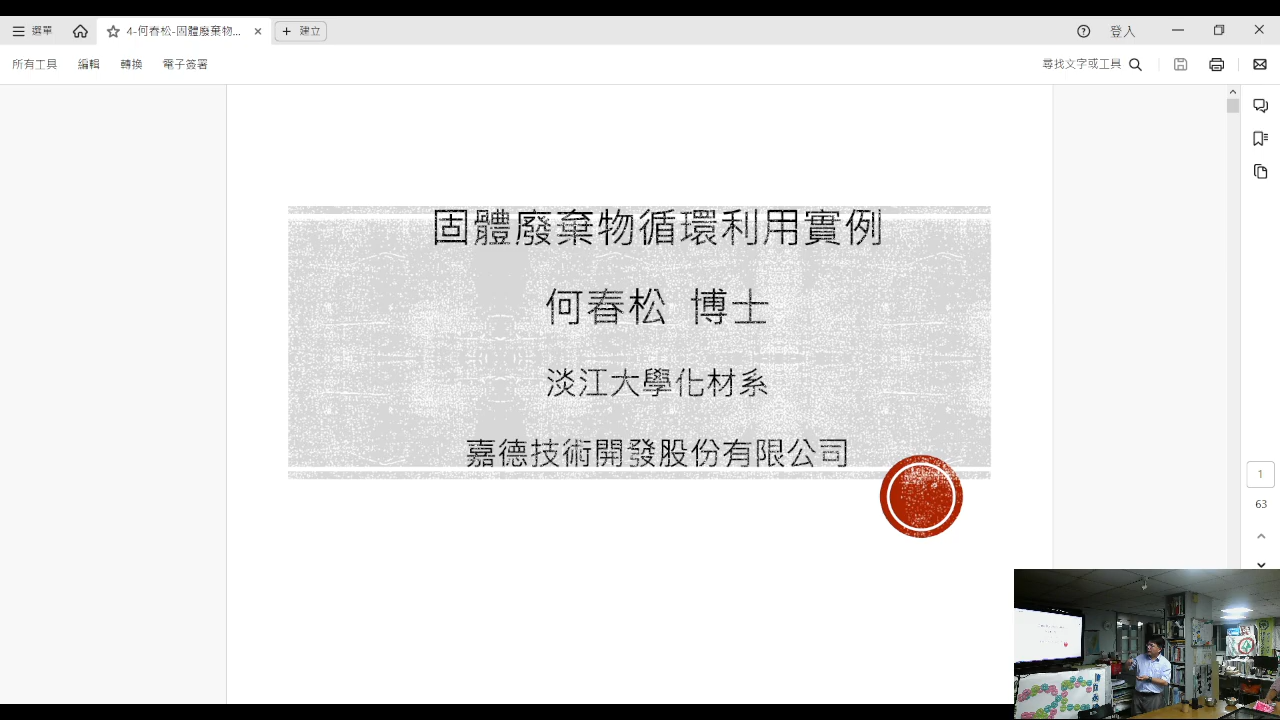 選單
4-何春松-固體廢棄物...
建立
登入
所有工具
編輯
轉換
電子簽署
尋找文字或工具
固體廢棄物循環利用實例
何春松 博士
淡江大學化材系
嘉德技術開發股份有限公司
1
63